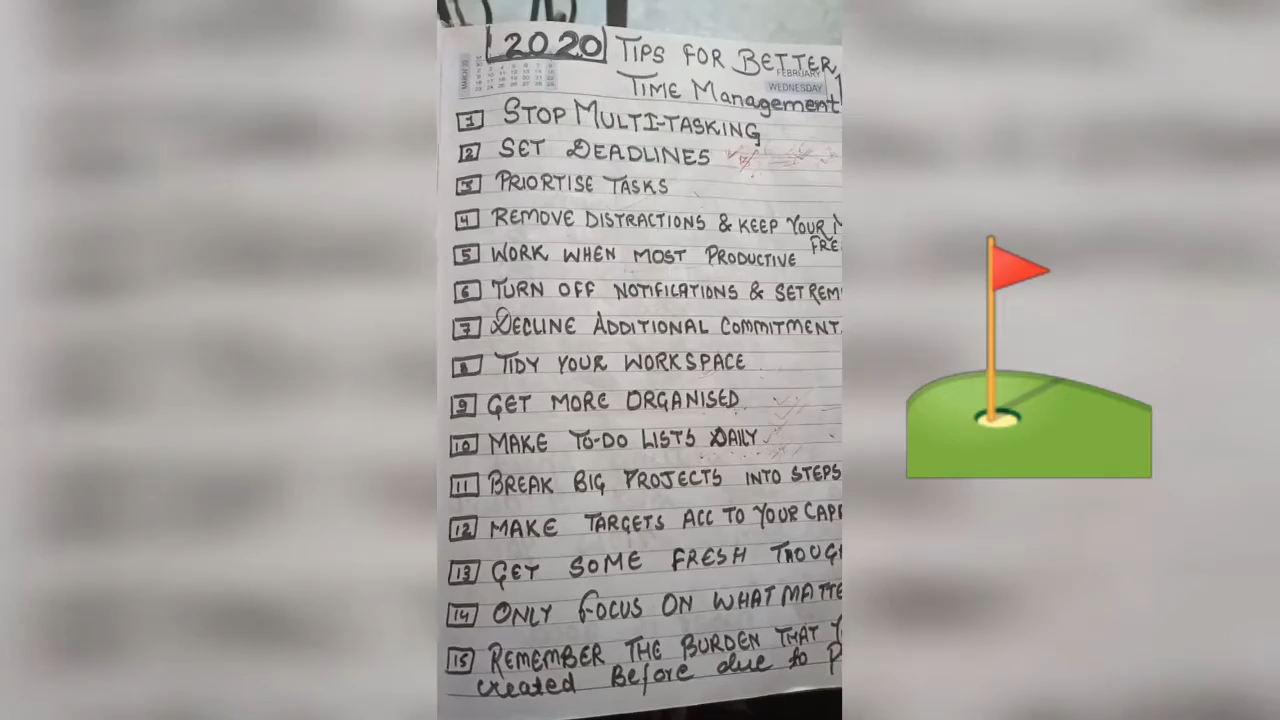 2020 TIPS FOR BETTER
TIME Management
FEBRUARY
WEDNESDAY
1 STOP MULTI-TASKING
2 SET DEADLINES
3 PRIORTISE TASKS
4 REMOVE DISTRACTIONS & KEEP YOUR
5 WORK WHEN MOST PRODUCTIVE
6 TURN OFF NOTIFICATIONS & SET REM
7 DECLINE ADDITIONAL COMMITMENT
8 TIDY YOUR WORKSPACE
9 GET MORE ORGANISED
10 MAKE TO-DO LISTS DAILY
11 BREAK BIG PROJECTS INTO STEPS
12 MAKE TARGETS ACC TO YOUR CAP
13 GET SOME FRESH THOUG
14 ONLY FOCUS ON WHAT MATTE
15 REMEMBER THE BURDEN THAT
created Before due to P